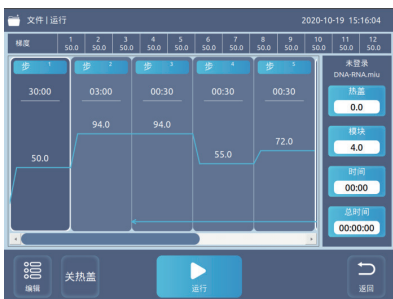 文件 | 运行 2020-10-19 15:16:04
梯度 1 2 3 4 5 6 7 8 9 10 11 12
50.0 50.0 50.0 50.0 50.0 50.0 50.0 50.0 50.0 50.0 50.0 50.0
步 1 步 2 步 3 步 4 步 5
30:00 03:00 00:30 00:30 00:30
50.0 94.0 94.0 55.0 72.0
未登录
DNA-RNA.miu
热盖
0.0
模块
4.0
时间
00:00
总时间
00:00:00
编辑
关热盖
运行
返回